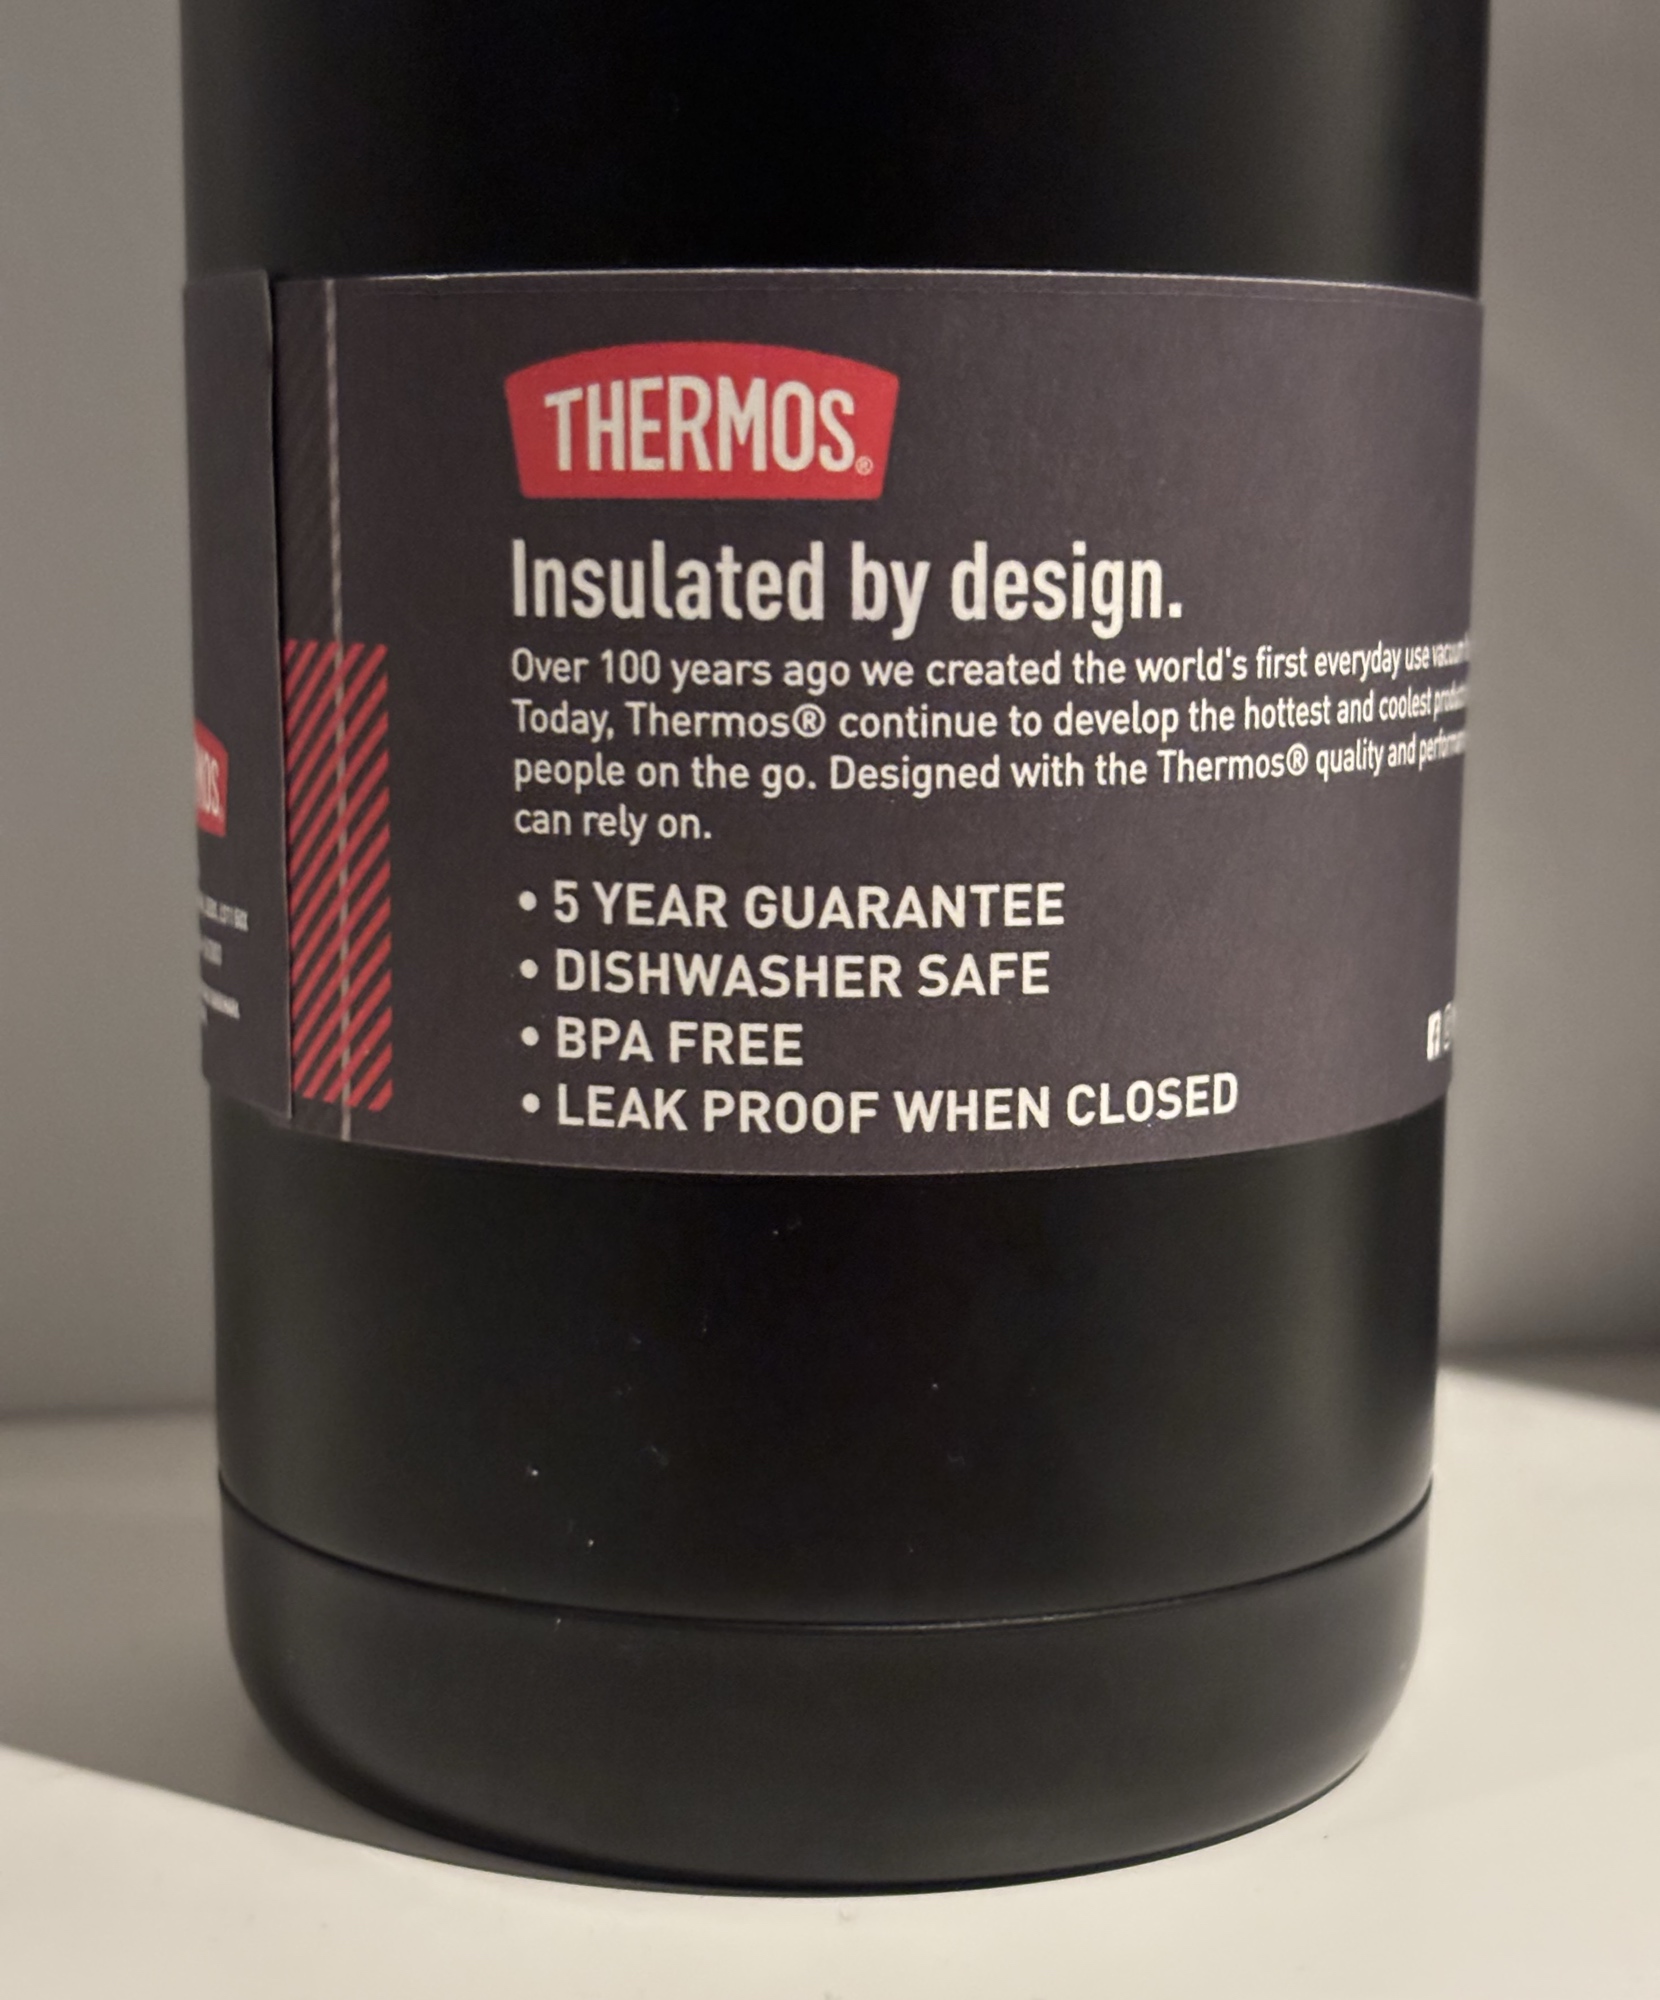 THERMOS®
Insulated by design.
Over 100 years ago we created the world's first everyday use vacuum
Today, Thermos® continue to develop the hottest and coolest
people on the go. Designed with the Thermos® quality and
can rely on.
• 5 YEAR GUARANTEE
• DISHWASHER SAFE
• BPA FREE
• LEAK PROOF WHEN CLOSED